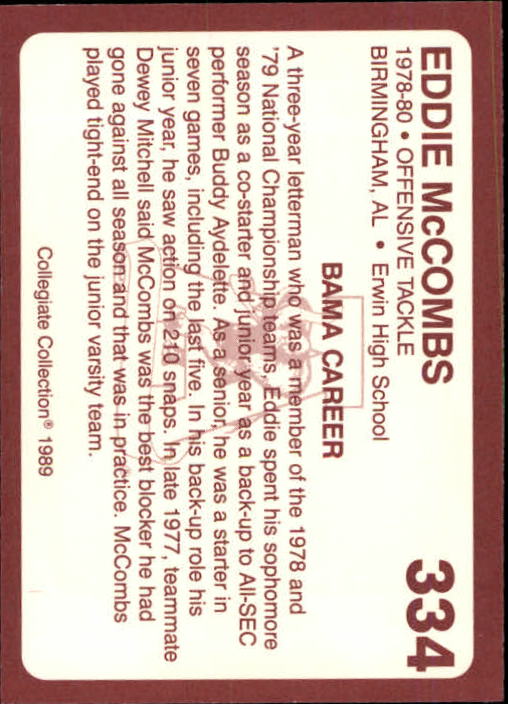 EDDIE McCOMBS 334
1978-80 • OFFENSIVE TACKLE
BIRMINGHAM, AL • Erwin High School
BAMA CAREER
A three-year letterman who was a member of the 1978 and
'79 National Championship teams, Eddie spent his sophomore
season as a co-starter and junior year as a back-up to All-SEC
performer Buddy Aydelette. As a senior, he was a starter in
seven games, including the last five. In his back-up role his
junior year, he saw action on 210 snaps. In late 1977, teammate
Dewey Mitchell said McCombs was the best blocker he had
gone against all season and that was in practice. McCombs
played tight-end on the junior varsity team.
Collegiate Collection® 1989